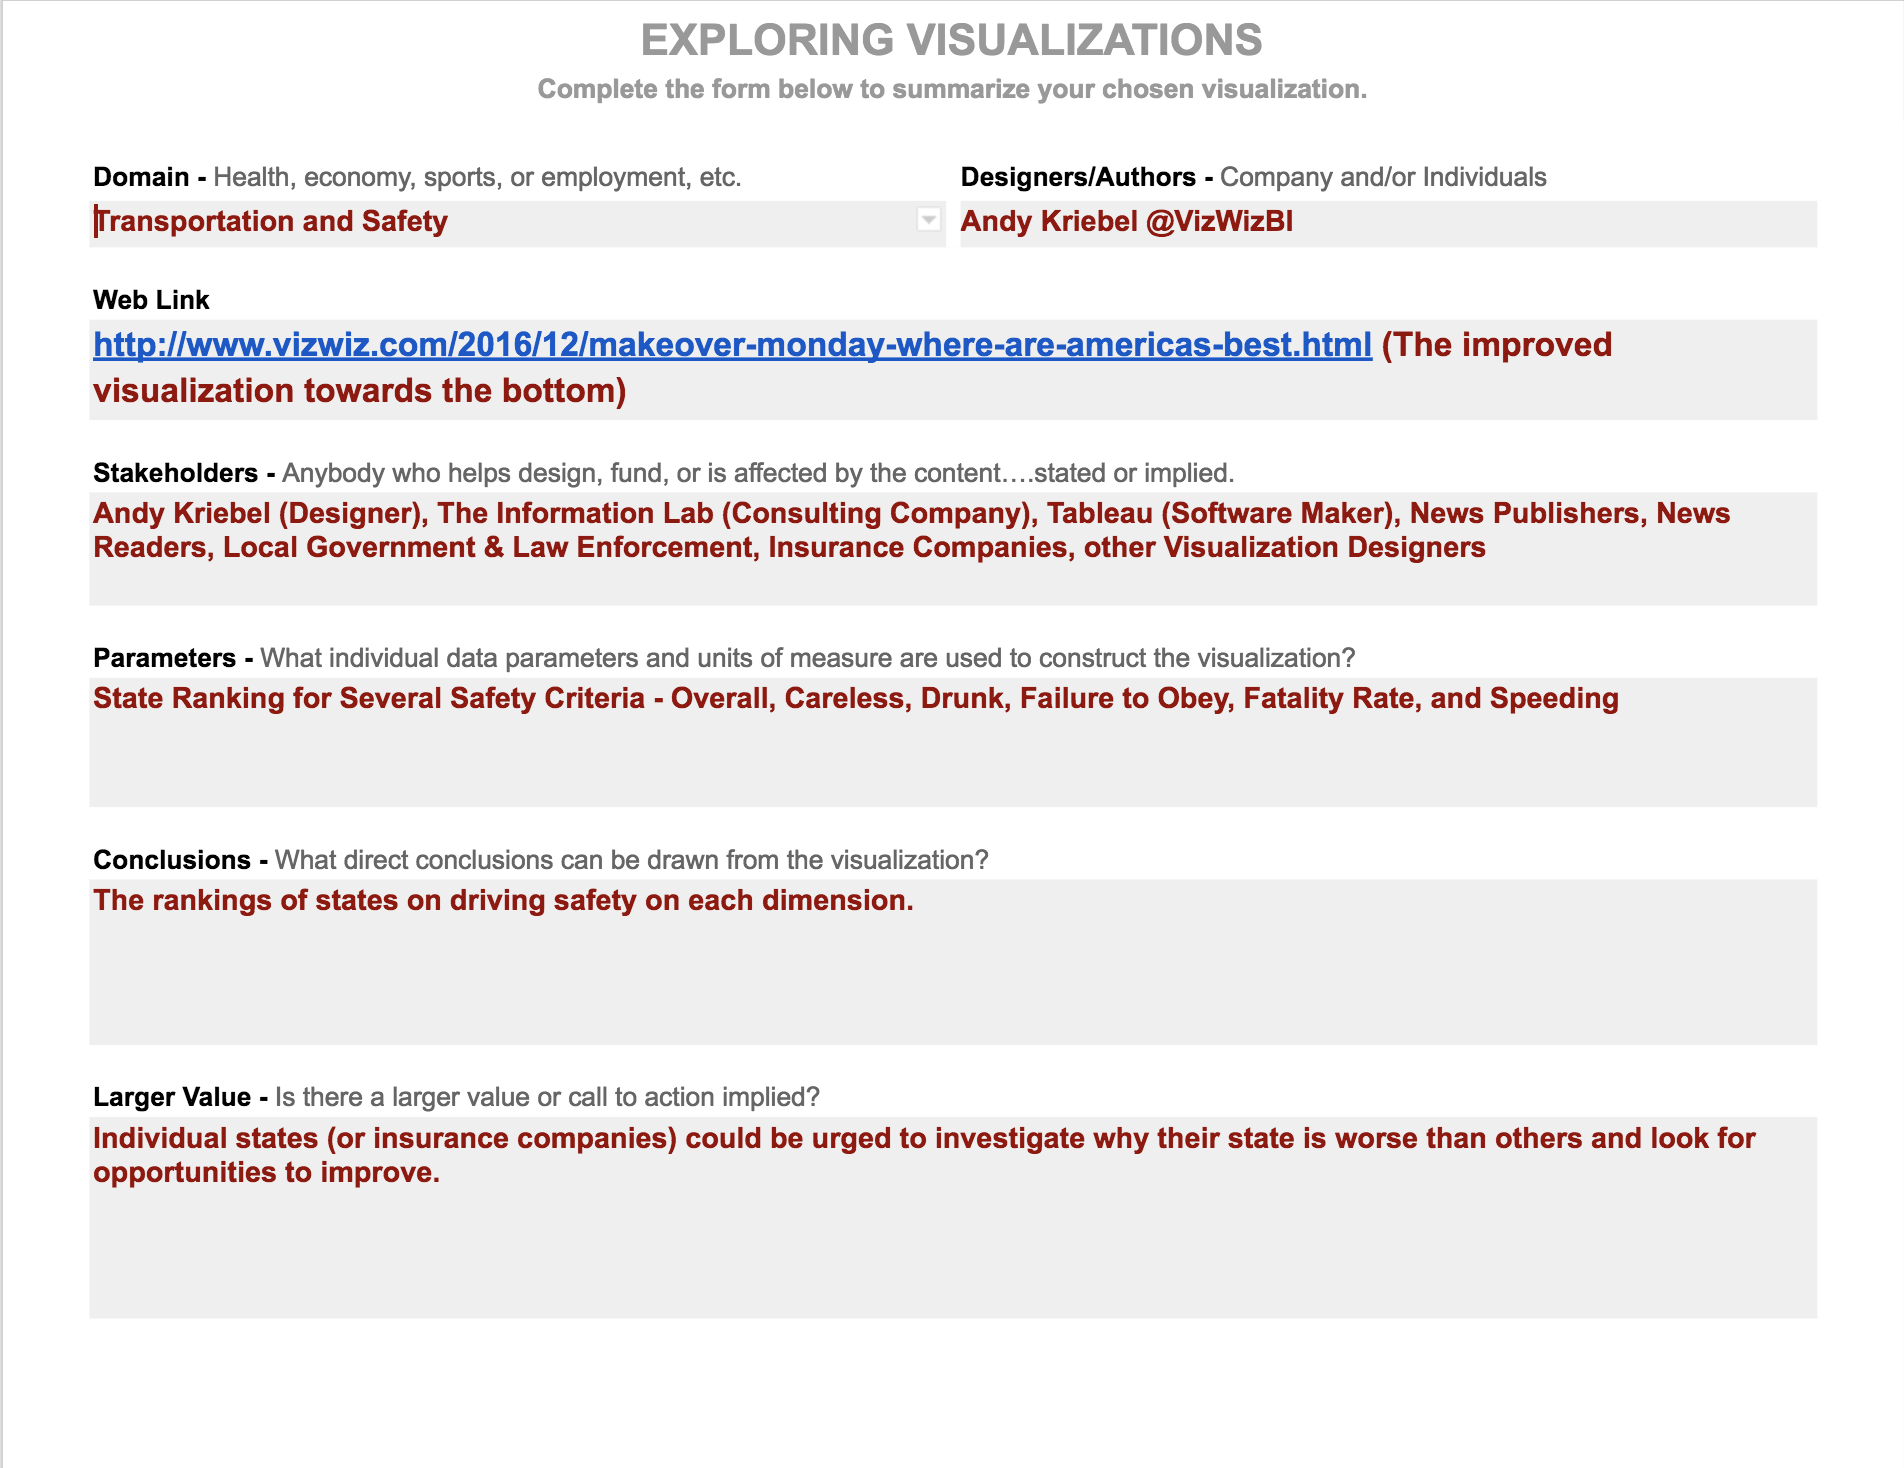 EXPLORING VISUALIZATIONS
Complete the form below to summarize your chosen visualization.
Domain - Health, economy, sports, or employment, etc.
Transportation and Safety
Designers/Authors - Company and/or Individuals
Andy Kriebel @VizWizBI
Web Link
http://www.vizwiz.com/2016/12/makeover-monday-where-are-americas-best.html (The improved
visualization towards the bottom)
Stakeholders - Anybody who helps design, fund, or is affected by the content….stated or implied.
Andy Kriebel (Designer), The Information Lab (Consulting Company), Tableau (Software Maker), News Publishers, News
Readers, Local Government & Law Enforcement, Insurance Companies, other Visualization Designers
Parameters - What individual data parameters and units of measure are used to construct the visualization?
State Ranking for Several Safety Criteria - Overall, Careless, Drunk, Failure to Obey, Fatality Rate, and Speeding
Conclusions - What direct conclusions can be drawn from the visualization?
The rankings of states on driving safety on each dimension.
Larger Value - Is there a larger value or call to action implied?
Individual states (or insurance companies) could be urged to investigate why their state is worse than others and look for
opportunities to improve.